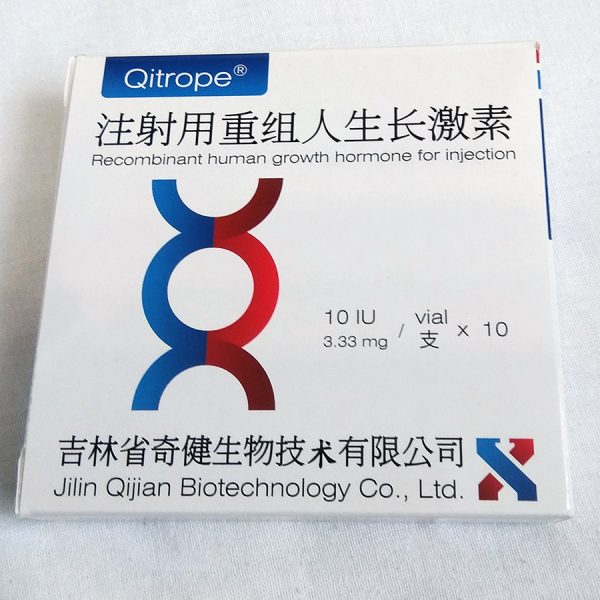 Qitrope®
注射用重组人生长激素
Recombinant human growth hormone for injection
10 IU / vial x 10
3.33 mg 支
吉林省奇健生物技术有限公司
Jilin Qijian Biotechnology Co., Ltd.